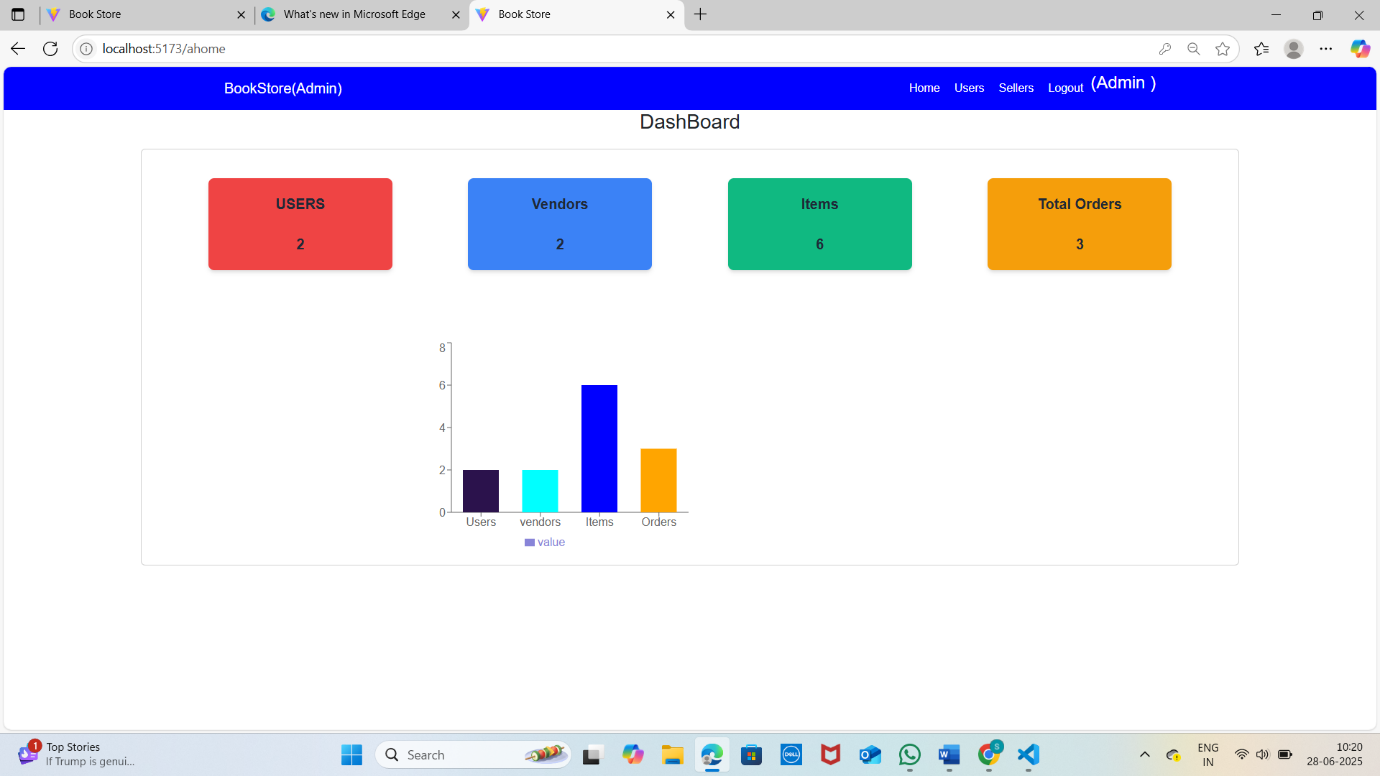 Book Store
What's new in Microsoft Edge
Book Store
localhost:5173/ahome
BookStore(Admin)
Home Users Sellers Logout (Admin )
DashBoard
USERS
2
Vendors
2
Items
6
Total Orders
3
8
6
4
2
0
Users vendors Items Orders
value
1
Top Stories
If Trump is genui...
Search
DELL
S
ENG
IN
10:20
28-06-2025